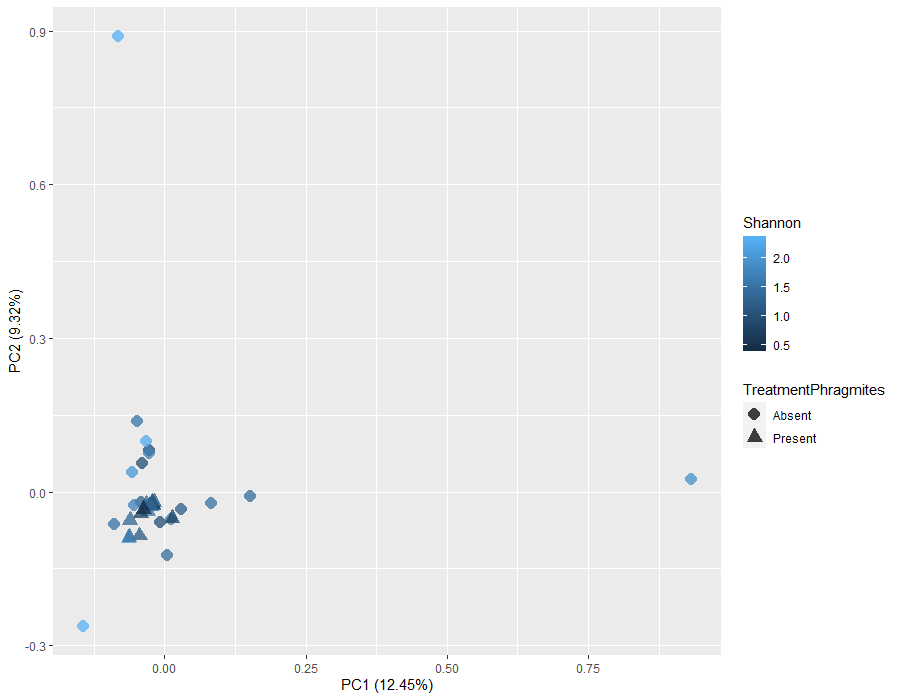 0.9
0.6
0.3
0.0
-0.3
PC2 (9.32%)
0.00 0.25 0.50 0.75
PC1 (12.45%)
Shannon
2.0
1.5
1.0
0.5
TreatmentPhragmites
Absent
Present